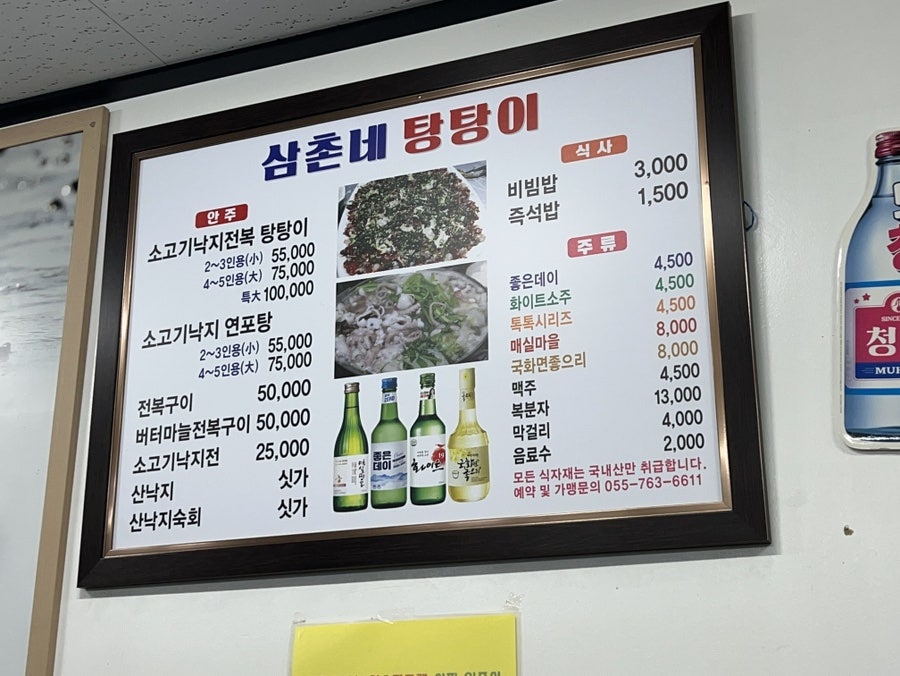 삼촌네 탕탕이
안주
소고기낙지전복 탕탕이
2~3인용(小) 55,000
4~5인용(大) 75,000
특大 100,000
소고기낙지 연포탕
2~3인용(小) 55,000
4~5인용(大) 75,000
전복구이 50,000
버터마늘전복구이 50,000
소고기낙지전 25,000
산낙지 싯가
산낙지숙회 싯가
식사
비빔밥 3,000
즉석밥 1,500
주류
좋은데이 4,500
화이트소주 4,500
톡톡시리즈 4,500
매실마을 8,000
국화면좋으리 8,000
맥주 4,500
복분자 13,000
막걸리 4,000
음료수 2,000
모든 식자재는 국내산만 취급합니다.
예약 및 가맹문의 055-763-6611
좋은
데이
화이트
청